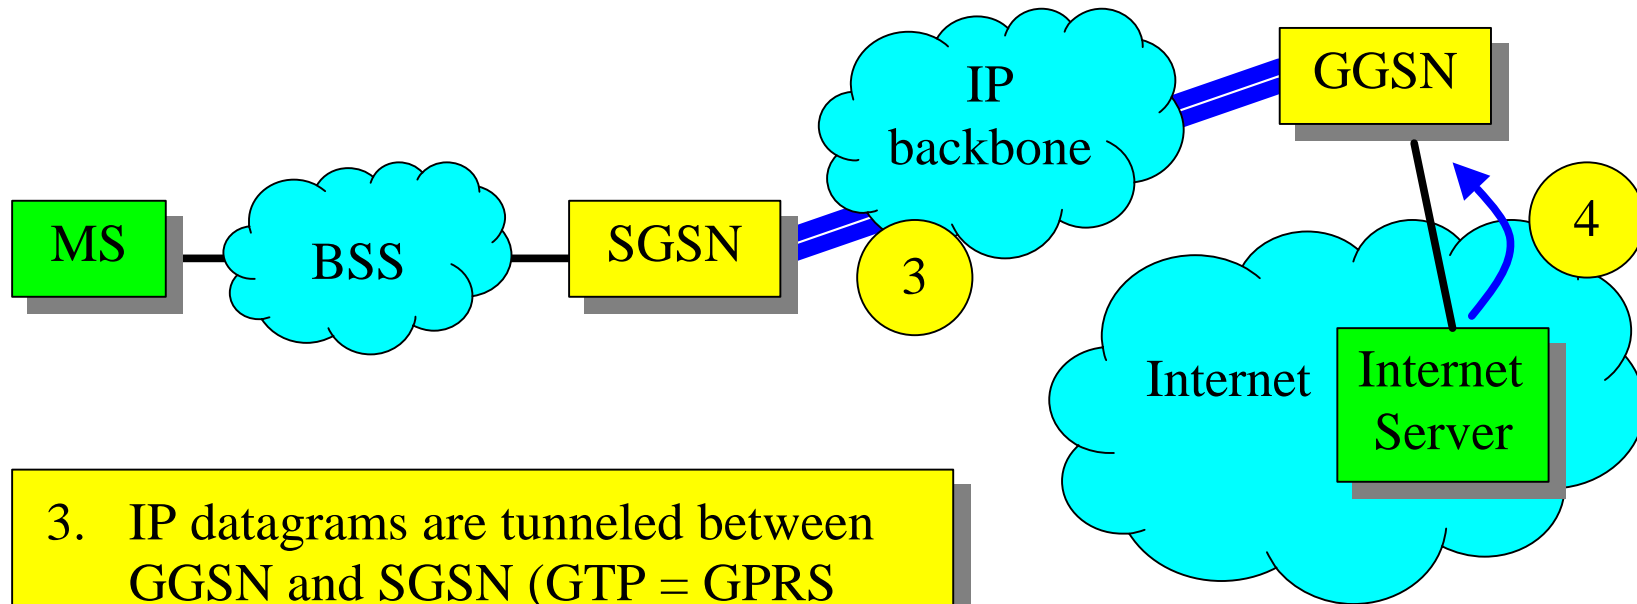 IP
backbone
GGSN
MS
BSS
SGSN
3
4
Internet
Internet
Server
3. IP datagrams are tunneled between
GGSN and SGSN (GTP = GPRS